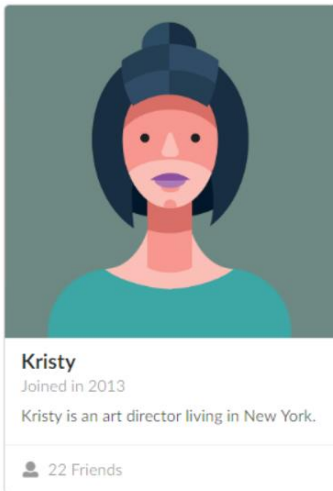 Kristy
Joined in 2013
Kristy is an art director living in New York.
22 Friends